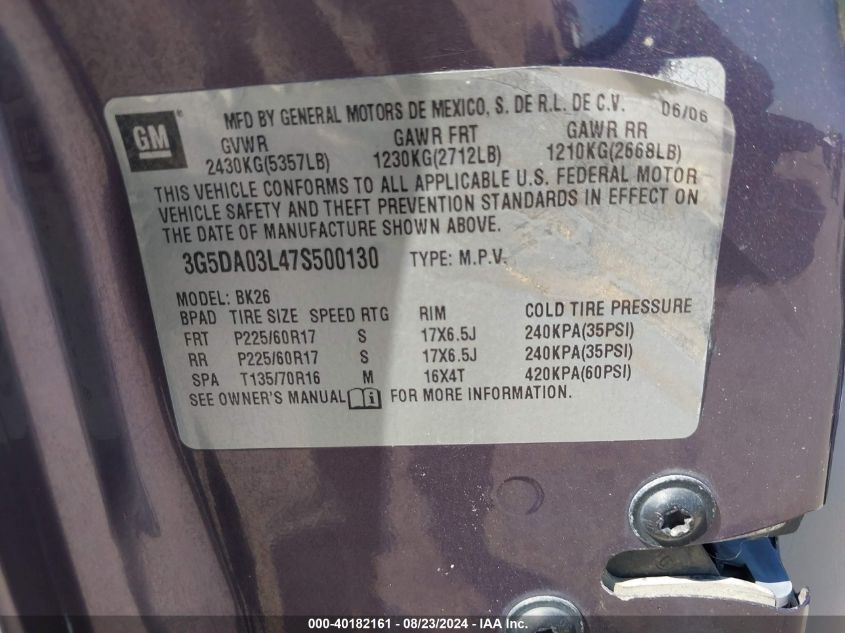 GM
MFD BY GENERAL MOTORS DE MEXICO, S. DE R.L. DE C.V. 06/06
GVWR GAWR FRT GAWR RR
2430KG(5357LB) 1230KG(2712LB) 1210KG(2668LB)
THIS VEHICLE CONFORMS TO ALL APPLICABLE U.S. FEDERAL MOTOR
VEHICLE SAFETY AND THEFT PREVENTION STANDARDS IN EFFECT ON
THE DATE OF MANUFACTURE SHOWN ABOVE.
3G5DA03L47S500130 TYPE: M.P.V.
MODEL: BK26
BPAD TIRE SIZE SPEED RTG RIM COLD TIRE PRESSURE
FRT P225/60R17 S 17X6.5J 240KPA(35PSI)
RR P225/60R17 S 17X6.5J 240KPA(35PSI)
SPA T135/70R16 M 16X4T 420KPA(60PSI)
SEE OWNER'S MANUAL i FOR MORE INFORMATION.
000-40182161 - 08/23/2024 - IAA Inc.